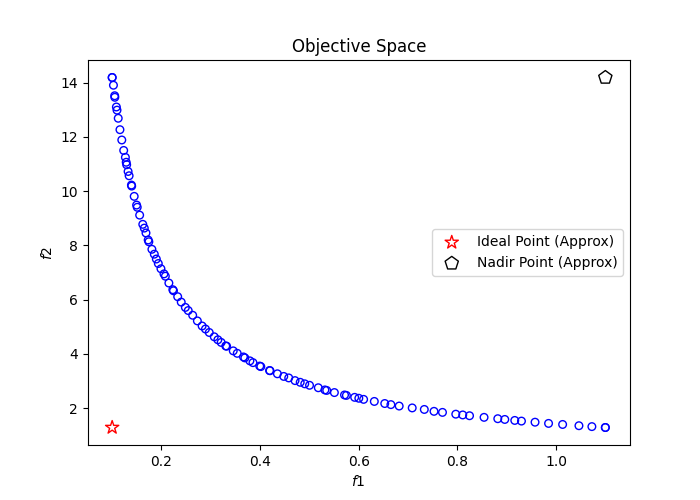 Objective Space
14
12
10
8
6
4
2
f2
Ideal Point (Approx)
Nadir Point (Approx)
0.2 0.4 0.6 0.8 1.0
f1